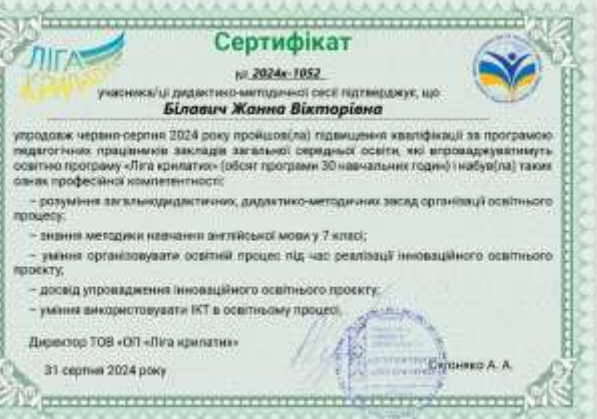 ЛІГА
КРИЛАТИХ
Сертифікат
№ 2024к-1052
учасника/ці дидактико-методичної сесії підтверджує, що
Білавич Жанна Вікторівна
упродовж червня-серпня 2024 року пройшов(ла) підвищення кваліфікації за програмою
педагогічних працівників закладів загальної середньої освіти, які впроваджуватимуть
освітню програму «Ліга крилатих» (обсяг програми 30 навчальних годин) і набув(ла) таких
ознак професійної компетентності:
– розуміння загальнодидактичних, дидактико-методичних засад організації освітнього
процесу;
– знання методики навчання англійської мови у 7 класі;
– уміння організовувати освітній процес під час реалізації інноваційного освітнього
проєкту;
– досвід упровадження інноваційного освітнього проєкту;
– уміння використовувати ІКТ в освітньому процесі.
Директор ТОВ «ОП «Ліга крилатих»
31 серпня 2024 року
А. А.